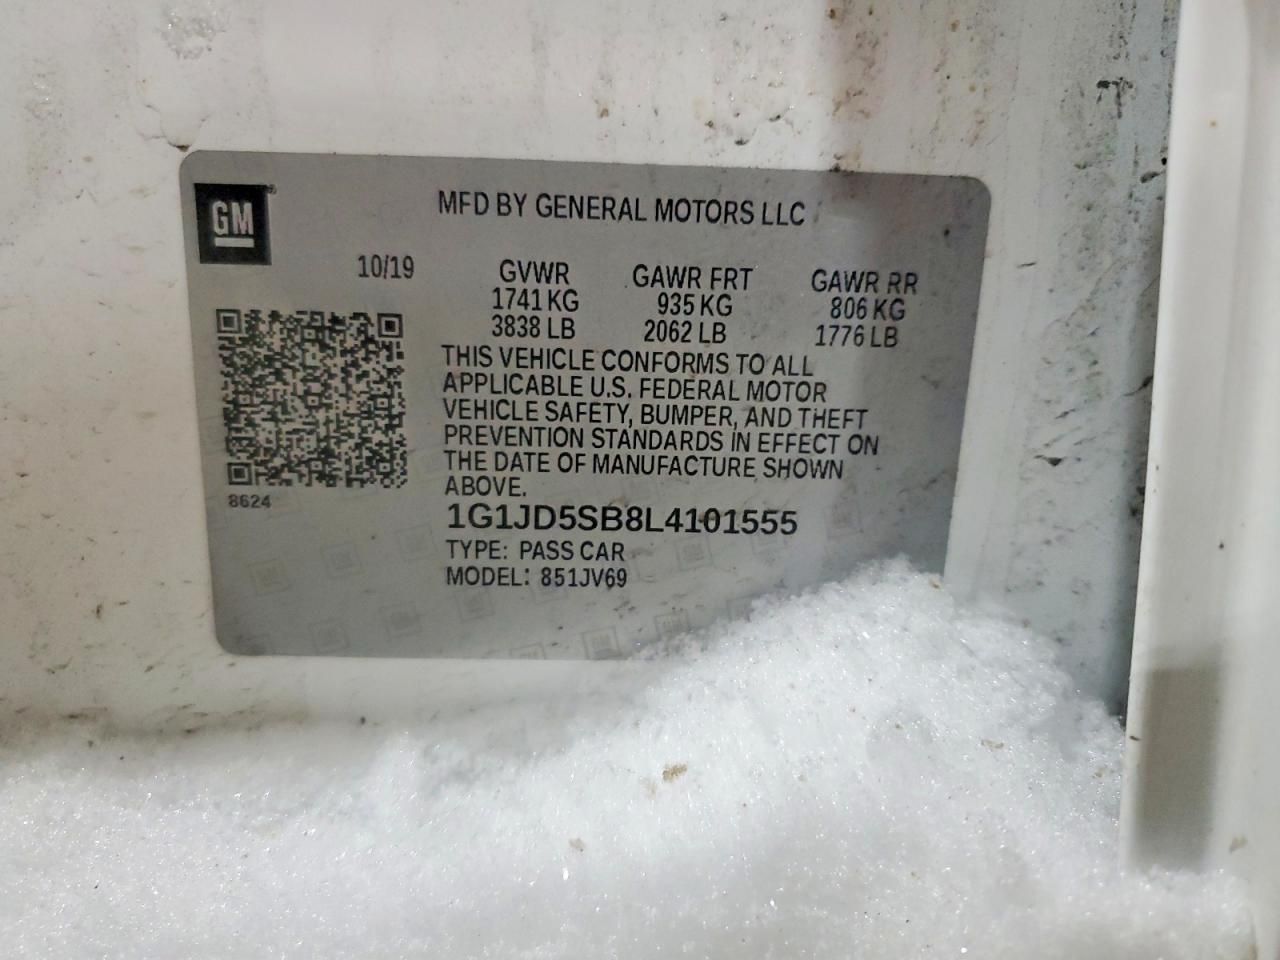 GM
MFD BY GENERAL MOTORS LLC
10/19
GVWR GAWR FRT GAWR RR
1741 KG 935 KG 806 KG
3838 LB 2062 LB 1776 LB
THIS VEHICLE CONFORMS TO ALL
APPLICABLE U.S. FEDERAL MOTOR
VEHICLE SAFETY, BUMPER, AND THEFT
PREVENTION STANDARDS IN EFFECT ON
THE DATE OF MANUFACTURE SHOWN
ABOVE.
8624
1G1JD5SB8L4101555
TYPE: PASS CAR
MODEL: 851JV69